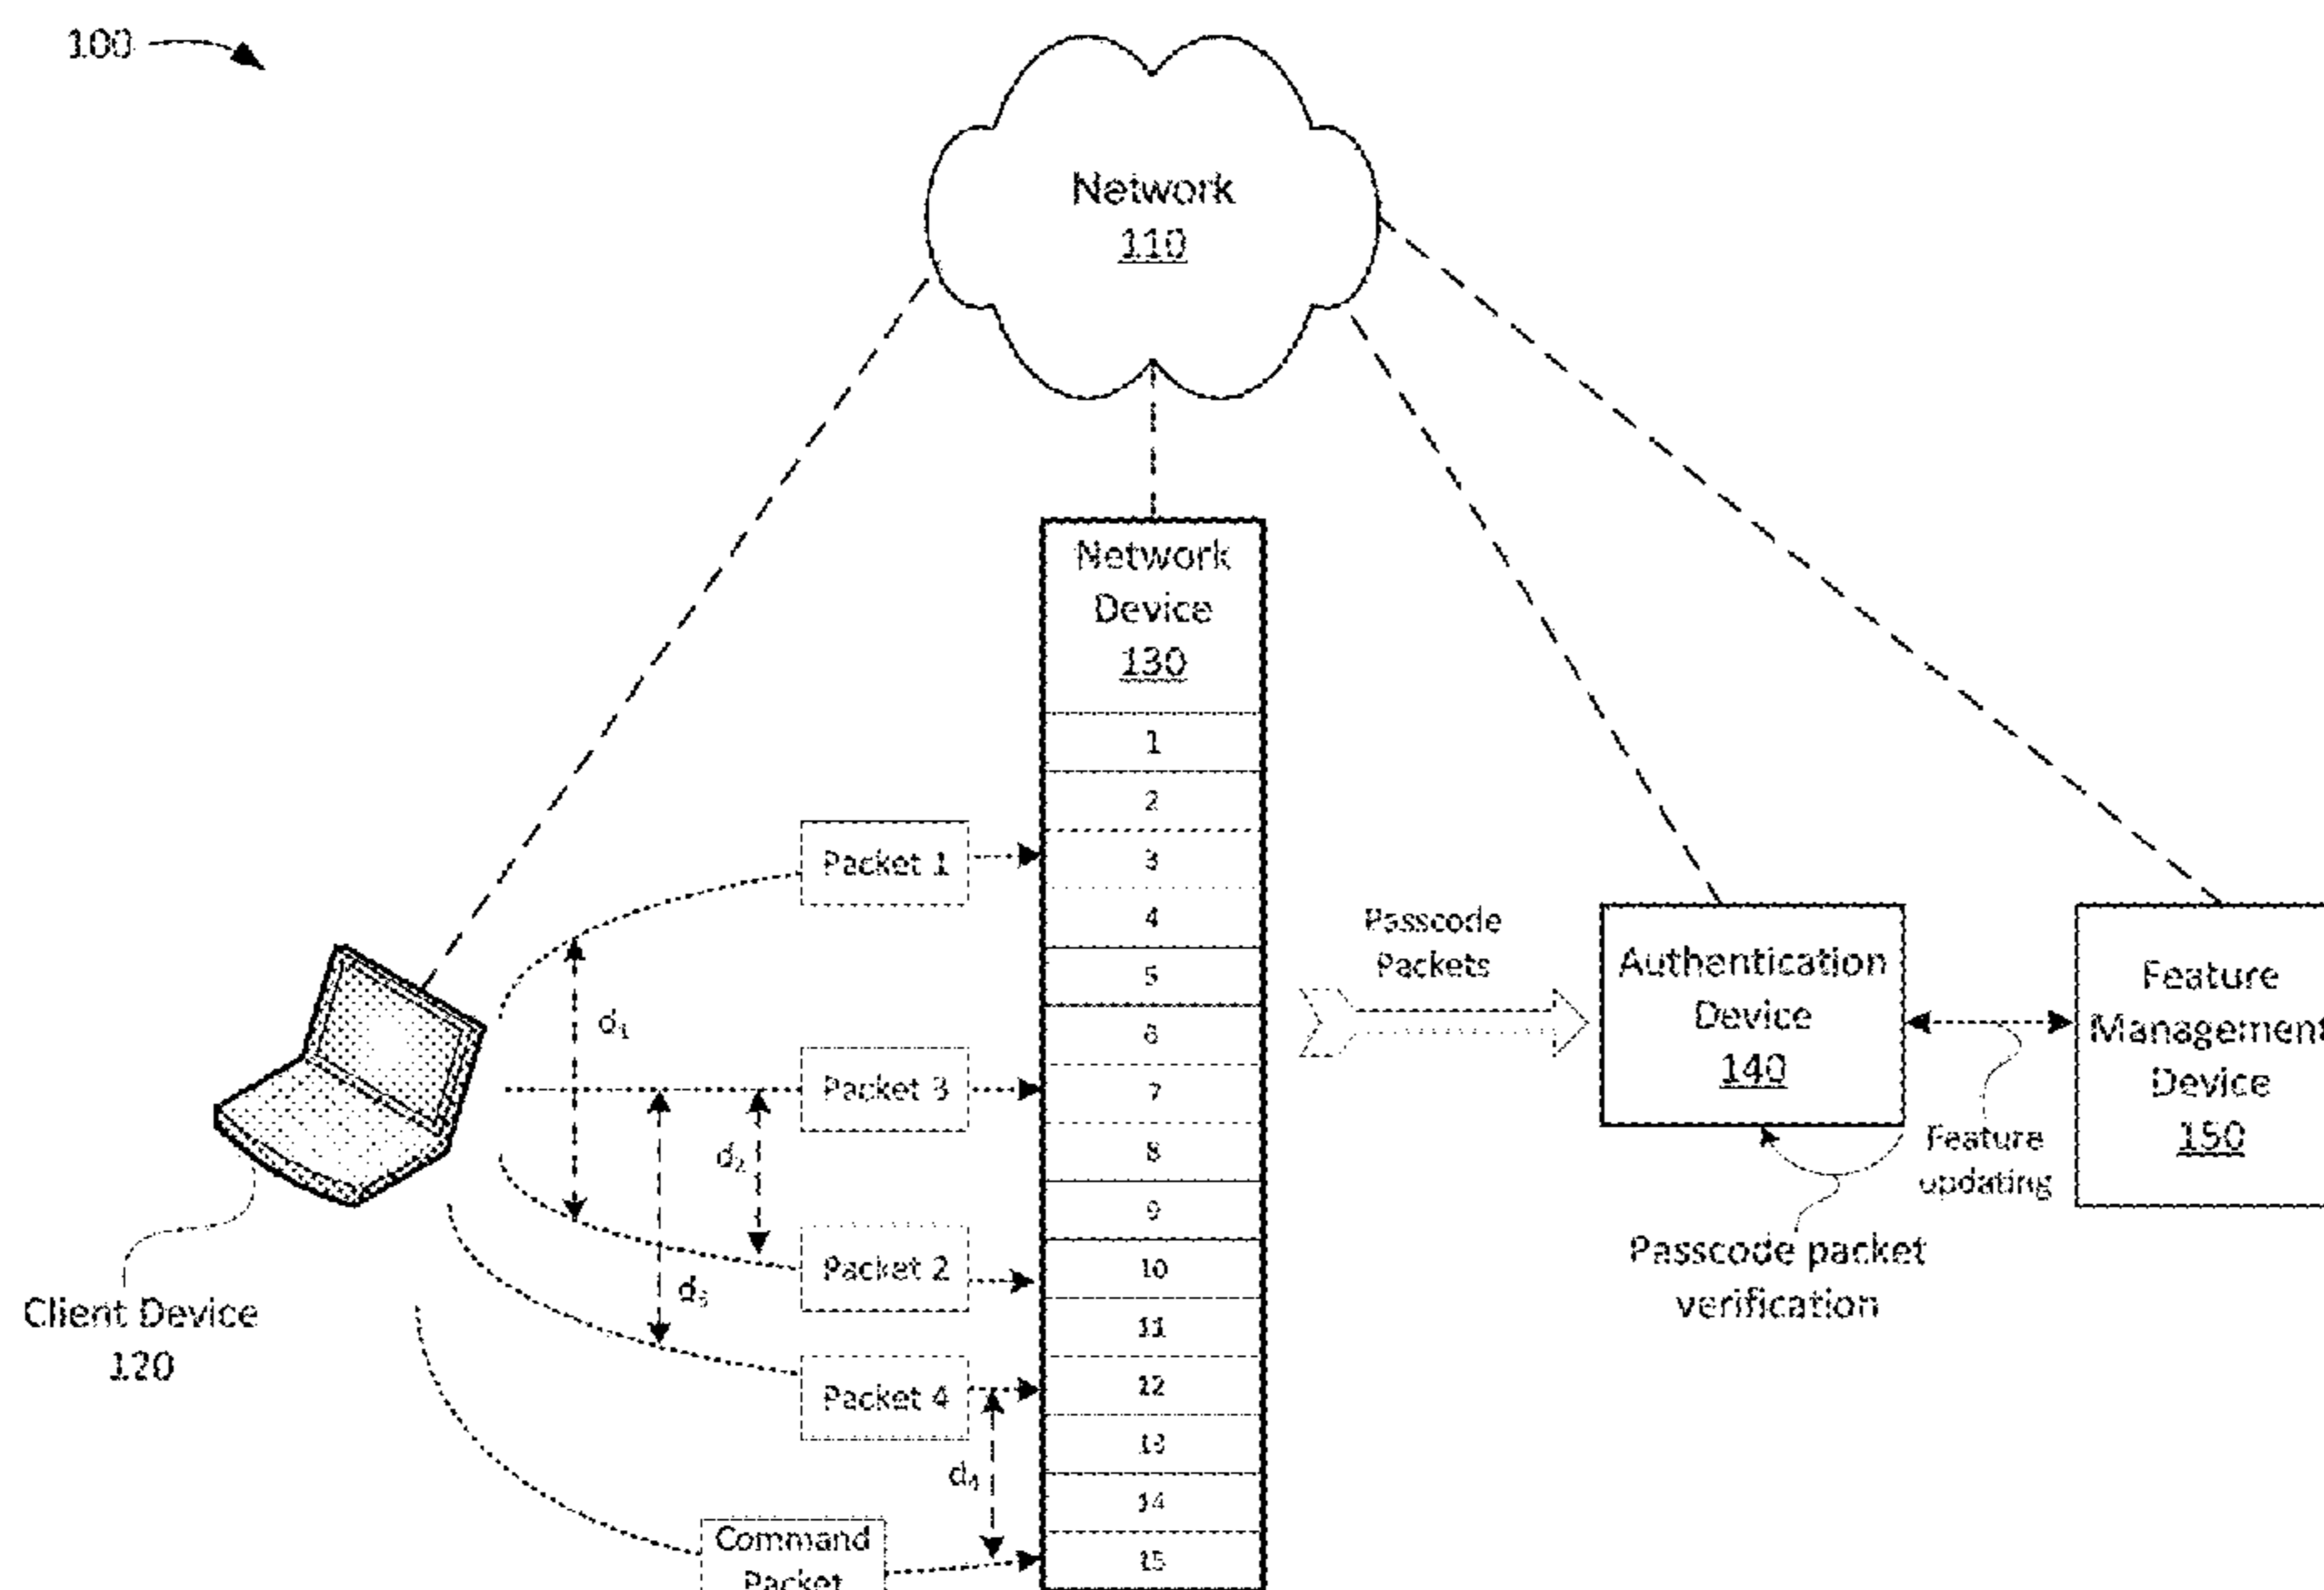 100
Network
110
Network
Device
130
1
2
3
4
5
6
7
8
9
10
11
12
13
14
15
Packet 1
Packet 3
Packet 2
Packet 4
Command
Packet
d₁
d₂
d₃
d₄
Client Device
120
Passcode
Packets
Authentication
Device
140
Feature
Management
Device
150
Feature
updating
Passcode packet
verification